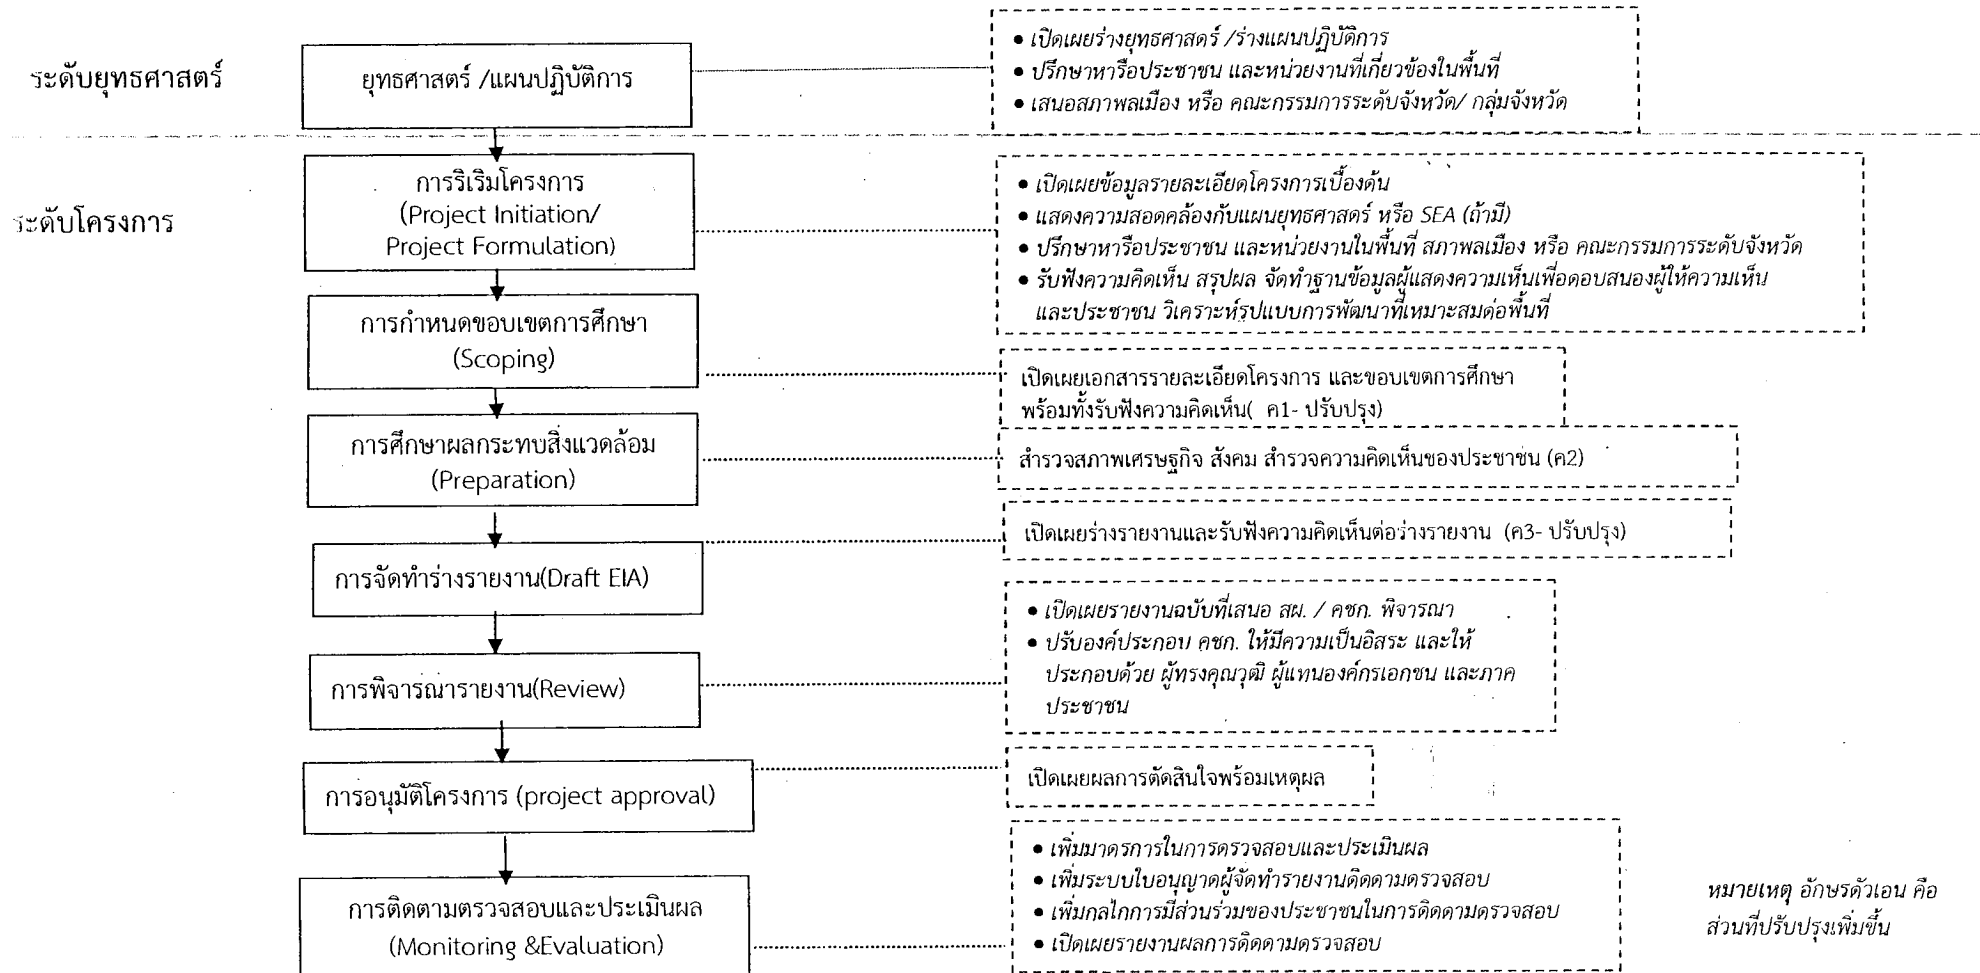 ระดับยุทธศาสตร์
ยุทธศาสตร์ /แผนปฏิบัติการ
• เปิดเผยร่างยุทธศาสตร์ /ร่างแผนปฏิบัติการ
• ปรึกษาหารือประชาชน และหน่วยงานที่เกี่ยวข้องในพื้นที่
• เสนอสภาพลเมือง หรือ คณะกรรมการระดับจังหวัด/ กลุ่มจังหวัด
ระดับโครงการ
การริเริ่มโครงการ
(Project Initiation/
Project Formulation)
• เปิดเผยข้อมูลรายละเอียดโครงการเบื้องต้น
• แสดงความสอดคล้องกับแผนยุทธศาสตร์ หรือ SEA (ถ้ามี)
• ปรึกษาหารือประชาชน และหน่วยงานในพื้นที่ สภาพลเมือง หรือ คณะกรรมการระดับจังหวัด
• รับฟังความคิดเห็น สรุปผล จัดทำฐานข้อมูลผู้แสดงความเห็นเพื่อตอบสนองผู้ให้ความเห็น
และประชาชน วิเคราะห์รูปแบบการพัฒนาที่เหมาะสมต่อพื้นที่
การกำหนดขอบเขตการศึกษา
(Scoping)
เปิดเผยเอกสารรายละเอียดโครงการ และขอบเขตการศึกษา
พร้อมทั้งรับฟังความคิดเห็น( ค1- ปรับปรุง)
การศึกษาผลกระทบสิ่งแวดล้อม
(Preparation)
สำรวจสภาพเศรษฐกิจ สังคม สำรวจความคิดเห็นของประชาชน (ค2)
เปิดเผยร่างรายงานและรับฟังความคิดเห็นต่อร่างรายงาน (ค3- ปรับปรุง)
การจัดทำร่างรายงาน(Draft EIA)
• เปิดเผยรายงานฉบับที่เสนอ สผ. / คชก. พิจารณา
• ปรับองค์ประกอบ คชก. ให้มีความเป็นอิสระ และให้
ประกอบด้วย ผู้ทรงคุณวุฒิ ผู้แทนองค์กรเอกชน และภาค
ประชาชน
การพิจารณารายงาน(Review)
การอนุมัติโครงการ (project approval)
เปิดเผยผลการตัดสินใจพร้อมเหตุผล
• เพิ่มมาตรการในการตรวจสอบและประเมินผล
• เพิ่มระบบใบอนุญาตผู้จัดทำรายงานติดตามตรวจสอบ
• เพิ่มกลไกการมีส่วนร่วมของประชาชนในการติดตามตรวจสอบ
• เปิดเผยรายงานผลการติดตามตรวจสอบ
การติดตามตรวจสอบและประเมินผล
(Monitoring &Evaluation)
หมายเหตุ อักษรตัวเอน คือ
ส่วนที่ปรับปรุงเพิ่มขึ้น